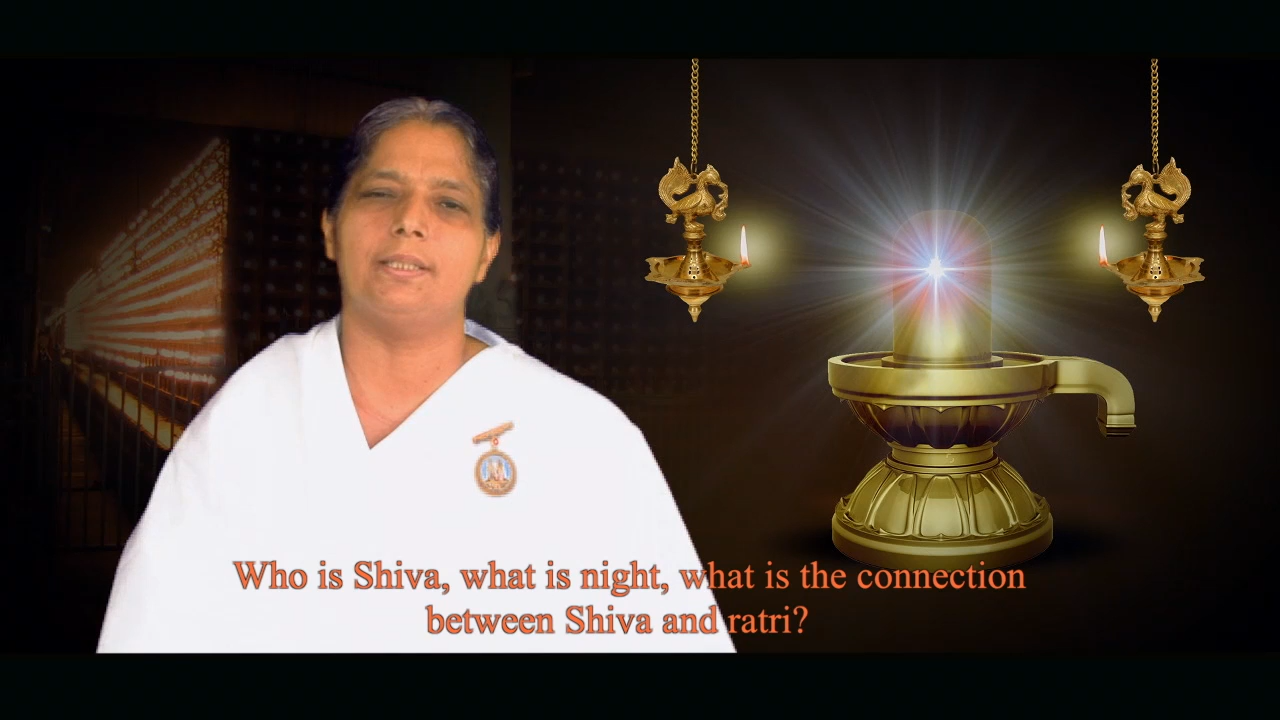 Who is Shiva, what is night, what is the connection
between Shiva and ratri?